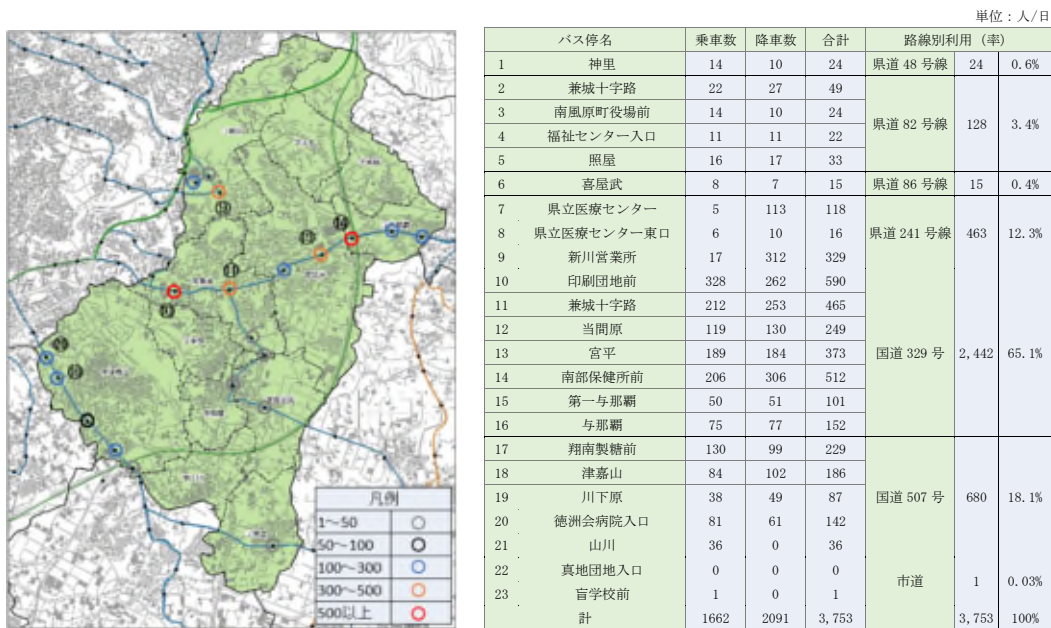 単位：人/日
バス停名 乗車数 降車数 合計 路線別利用（率）
1 神里 14 10 24 県道 48 号線 24 0.6%
2 兼城十字路 22 27 49
3 南風原町役場前 14 10 24
県道 82 号線 128 3.4%
4 福祉センター入口 11 11 22
5 照屋 16 17 33
6 喜屋武 8 7 15 県道 86 号線 15 0.4%
7 県立医療センター 5 113 118
8 県立医療センター東口 6 10 16 県道 241 号線 463 12.3%
9 新川営業所 17 312 329
10 印刷団地前 328 262 590
11 兼城十字路 212 253 465
12 当間原 119 130 249
13 宮平 189 184 373 国道 329 号 2,442 65.1%
14 南部保健所前 206 306 512
15 第一与那覇 50 51 101
16 与那覇 75 77 152
17 翔南製糖前 130 99 229
18 津嘉山 84 102 186
19 川下原 38 49 87 国道 507 号 680 18.1%
20 徳洲会病院入口 81 61 142
21 山川 36 0 36
22 真地団地入口 0 0 0
市道 1 0.03%
23 盲学校前 1 0 1
計 1662 2091 3,753 3,753 100%
14
11
凡例
1～50
50～100
100～300
300～500
500以上